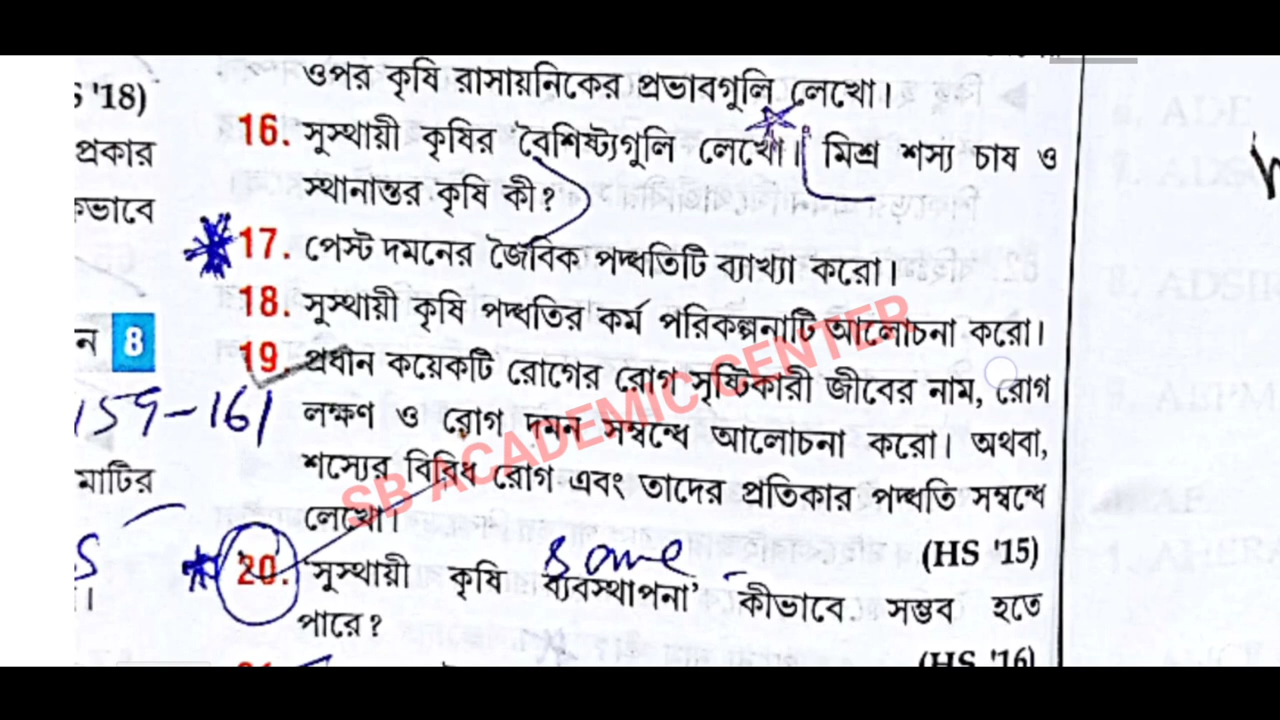 ওপর কৃষি রাসায়নিকের প্রভাবগুলি লেখো।
'18)
16. সুস্থায়ী কৃষির বৈশিষ্ট্যগুলি লেখো। মিশ্র শস্য চাষ ও
প্রকার
স্থানান্তর কৃষি কী?
17. পেস্ট দমনের জৈবিক পদ্ধতিটি ব্যাখ্যা করো।
18. সুস্থায়ী কৃষি পদ্ধতির কর্ম পরিকল্পনাটি আলোচনা করো।
ন 8
19. প্রধান কয়েকটি রোগের রোগ সৃষ্টিকারী জীবের নাম, রোগ
159-161
লক্ষণ ও রোগ দমন সম্বন্ধে আলোচনা করো। অথবা,
মাটির
শস্যের বিবিধ রোগ এবং তাদের প্রতিকার পদ্ধতি সম্বন্ধে
লেখো।
(HS '15)
same
20. 'সুস্থায়ী কৃষি ব্যবস্থাপনা' কীভাবে সম্ভব হতে
পারে?
(HS '16)
SB ACADEMIC CENTER